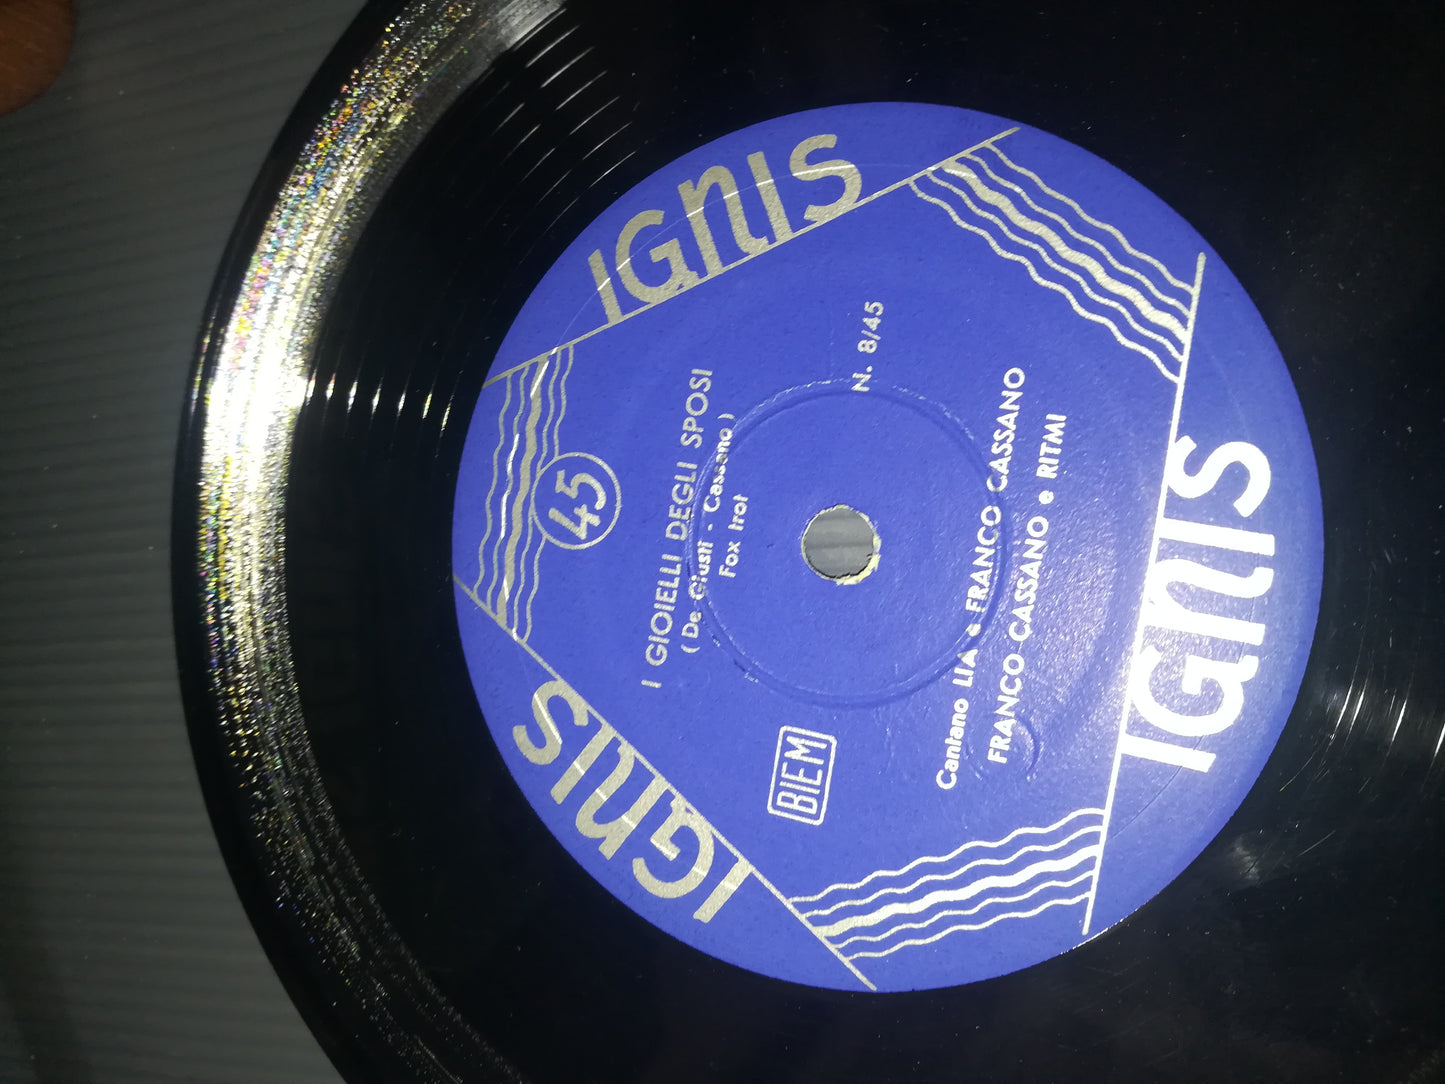 IGNIS
IGNIS
IGNIS
45
I GIOIELLI DEGLI SPOSI
( De Giusti - Cassano )
Fox trot
BIEM
N. 8/45
Cantano LIA e FRANCO CASSANO
FRANCO CASSANO e RITMI